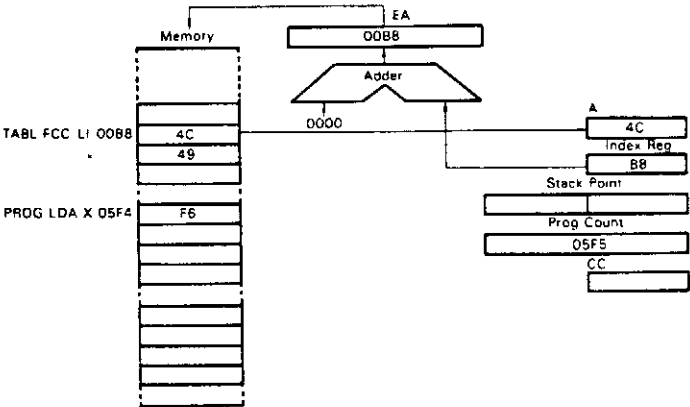 EA
Memory
00B8
Adder
0000
A
TABL FCC LI 00B8
4C
4C
49
Index Reg
B8
Stack Point
PROG LDA X 05F4
F6
Prog Count
05F5
CC